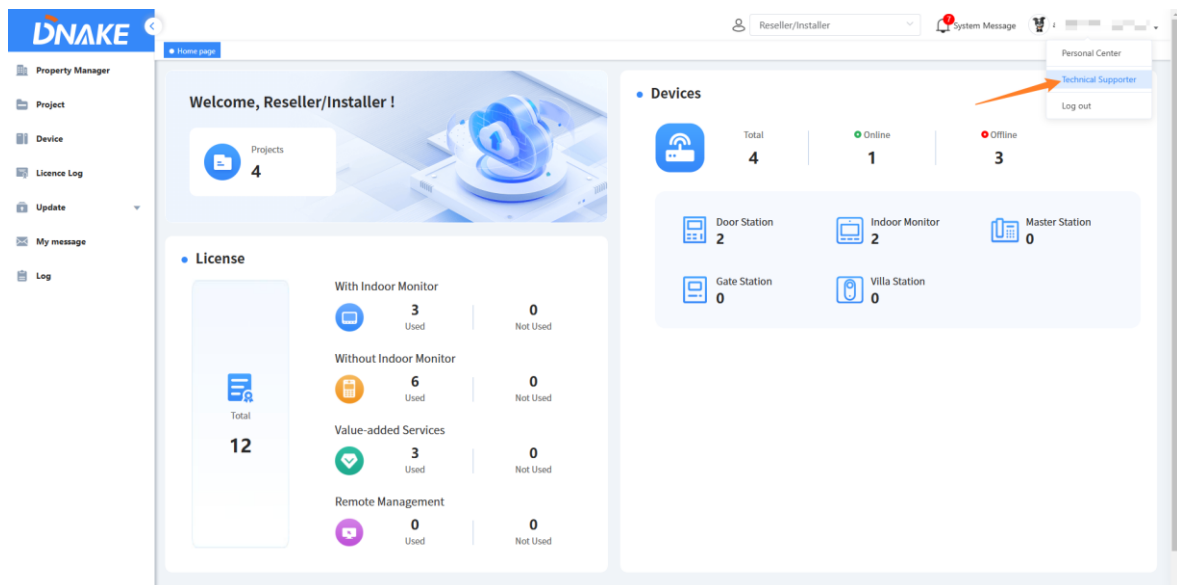 DNAKE
Reseller/Installer
7
System Message
Home page
Personal Center
Technical Supporter
Log out
Property Manager
Project
Device
Licence Log
Update
My message
Log
Welcome, Reseller/Installer !
Projects
4
License
Total
12
With Indoor Monitor
3
0
Used
Not Used
Without Indoor Monitor
6
0
Used
Not Used
Value-added Services
3
0
Used
Not Used
Remote Management
0
0
Used
Not Used
Devices
Total
Online
Offline
4
1
3
Door Station
2
Indoor Monitor
2
Master Station
0
Gate Station
0
Villa Station
0